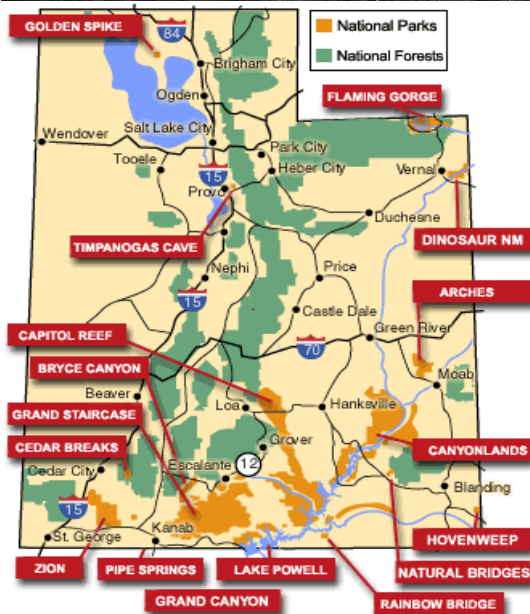 GOLDEN SPIKE
84
National Parks
National Forests
Brigham City
Ogden
FLAMING GORGE
Wendover
Salt Lake City
Park City
Tooele
Heber City
Vernal
15
Provo
Duchesne
TIMPANOGAS CAVE
DINOSAUR NM
Nephi
Price
ARCHES
15
Castle Dale
Green River
CAPITOL REEF
70
BRYCE CANYON
Moab
Beaver
Loa
Hanksville
GRAND STAIRCASE
Grover
CEDAR BREAKS
CANYONLANDS
Cedar City
Escalante
12
Blanding
15
St. George
Kanab
HOVENWEEP
ZION
PIPE SPRINGS
LAKE POWELL
NATURAL BRIDGES
GRAND CANYON
RAINBOW BRIDGE